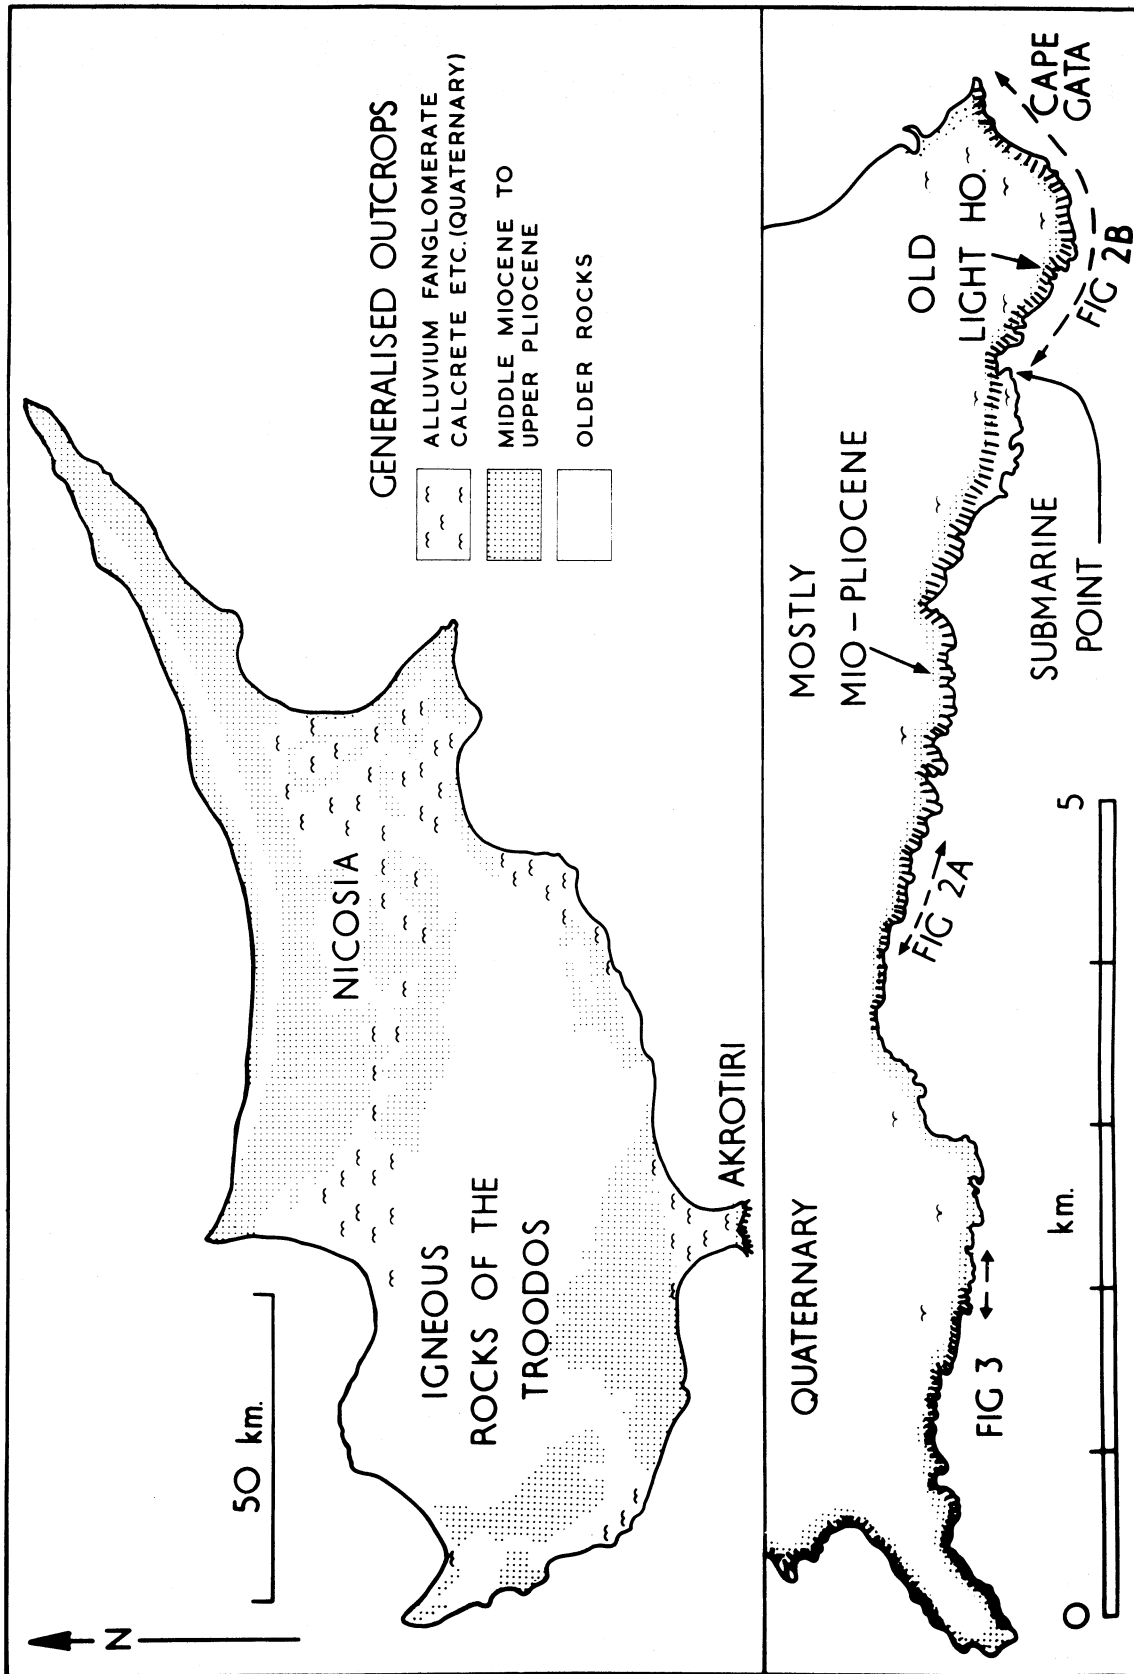 N
50 km.
NICOSIA
IGNEOUS
ROCKS OF THE
TROODOS
AKROTIRI
GENERALISED OUTCROPS
ALLUVIUM FANGLOMERATE
CALCRETE ETC.(QUATERNARY)
MIDDLE MIOCENE TO
UPPER PLIOCENE
OLDER ROCKS
QUATERNARY
MOSTLY
MIO-PLIOCENE
OLD
LIGHT HO.
CAPE
GATA
FIG 3
FIG 2A
FIG 2B
SUBMARINE
POINT
0
km.
5